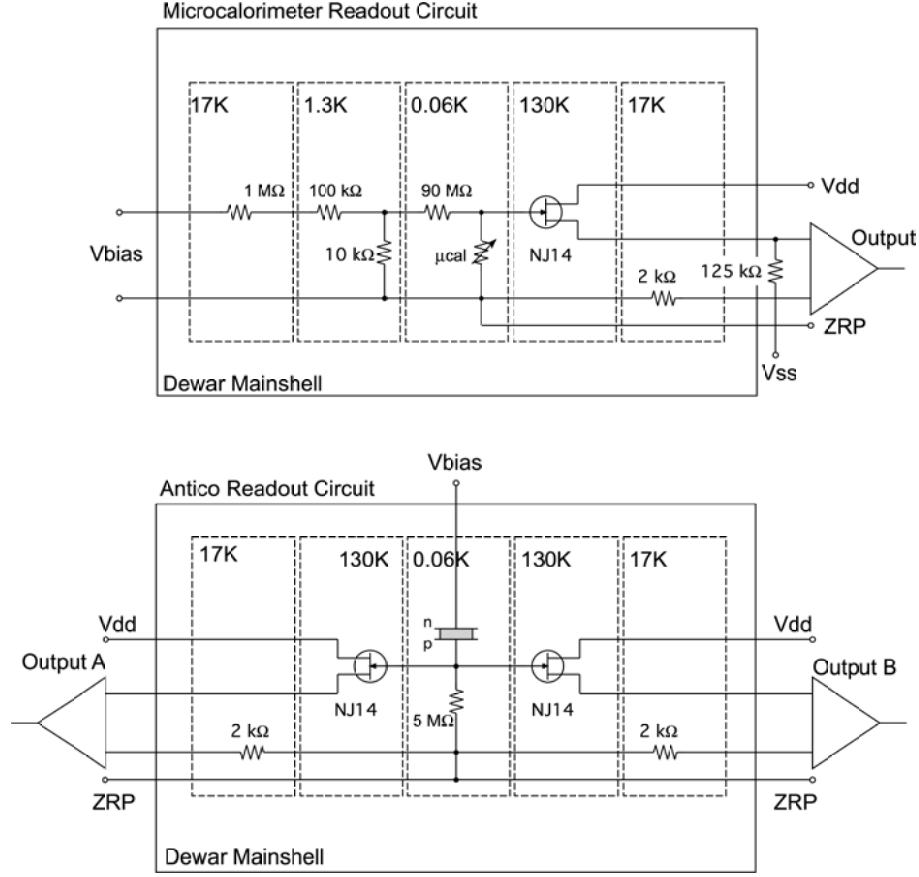 Microcalorimeter Readout Circuit
17K 1.3K 0.06K 130K 17K
1 MΩ 100 kΩ 90 MΩ Vdd
Vbias 10 kΩ μcal NJ14 2 kΩ 125 kΩ Output
ZRP
Vss
Dewar Mainshell
Vbias
Antico Readout Circuit
17K 130K 0.06K 130K 17K
n
p
Vdd Vdd
Output A Output B
NJ14 5 MΩ NJ14
2 kΩ 2 kΩ
ZRP ZRP
Dewar Mainshell